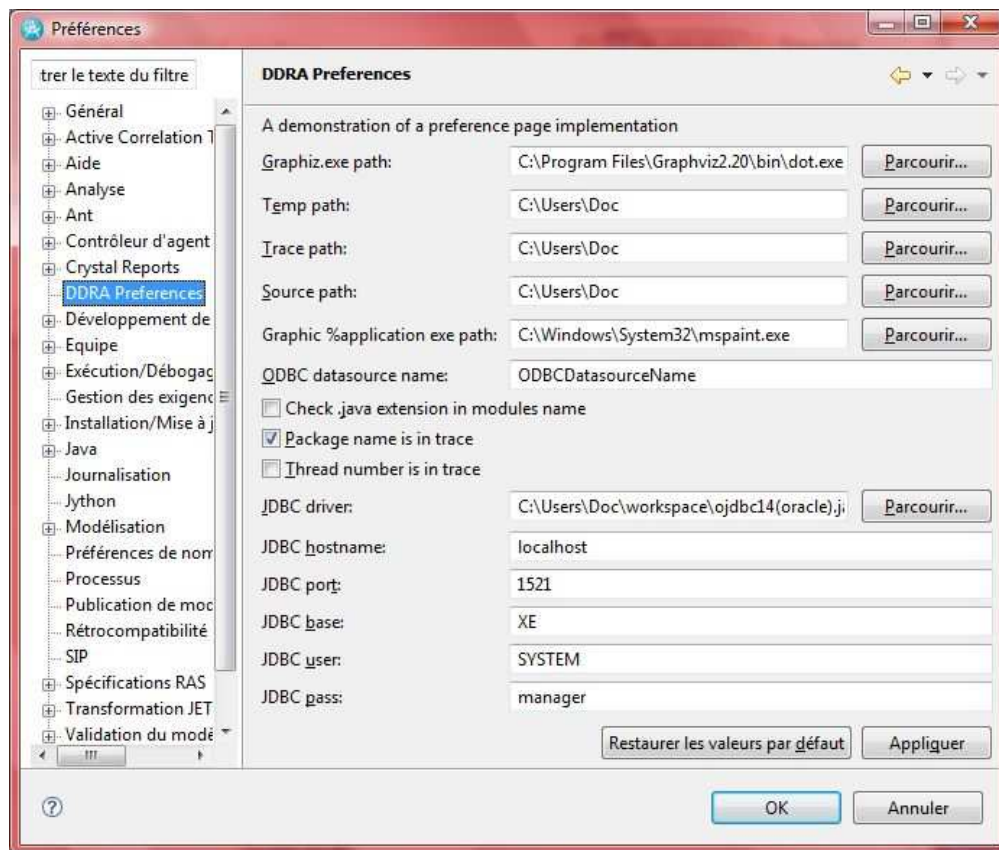 Préférences
trer le texte du filtre
Général
Active Correlation T
Aide
Analyse
Ant
Contrôleur d'agent
Crystal Reports
DDRA Preferences
Développement de
Equipe
Exécution/Débogag
Gestion des exigenc
Installation/Mise à j
Java
Journalisation
Jython
Modélisation
Préférences de nom
Processus
Publication de moc
Rétrocompatibilité
SIP
Spécifications RAS
Transformation JET
Validation du modè
DDRA Preferences
A demonstration of a preference page implementation
Graphiz.exe path: C:\Program Files\Graphviz2.20\bin\dot.exe Parcourir...
Temp path: C:\Users\Doc Parcourir...
Trace path: C:\Users\Doc Parcourir...
Source path: C:\Users\Doc Parcourir...
Graphic %application exe path: C:\Windows\System32\mspaint.exe Parcourir...
ODBC datasource name: ODBCDatasourceName
Check .java extension in modules name
Package name is in trace
Thread number is in trace
JDBC driver: C:\Users\Doc\workspace\ojdbc14(oracle).ja Parcourir...
JDBC hostname: localhost
JDBC port: 1521
JDBC base: XE
JDBC user: SYSTEM
JDBC pass: manager
Restaurer les valeurs par défaut Appliquer
OK Annuler